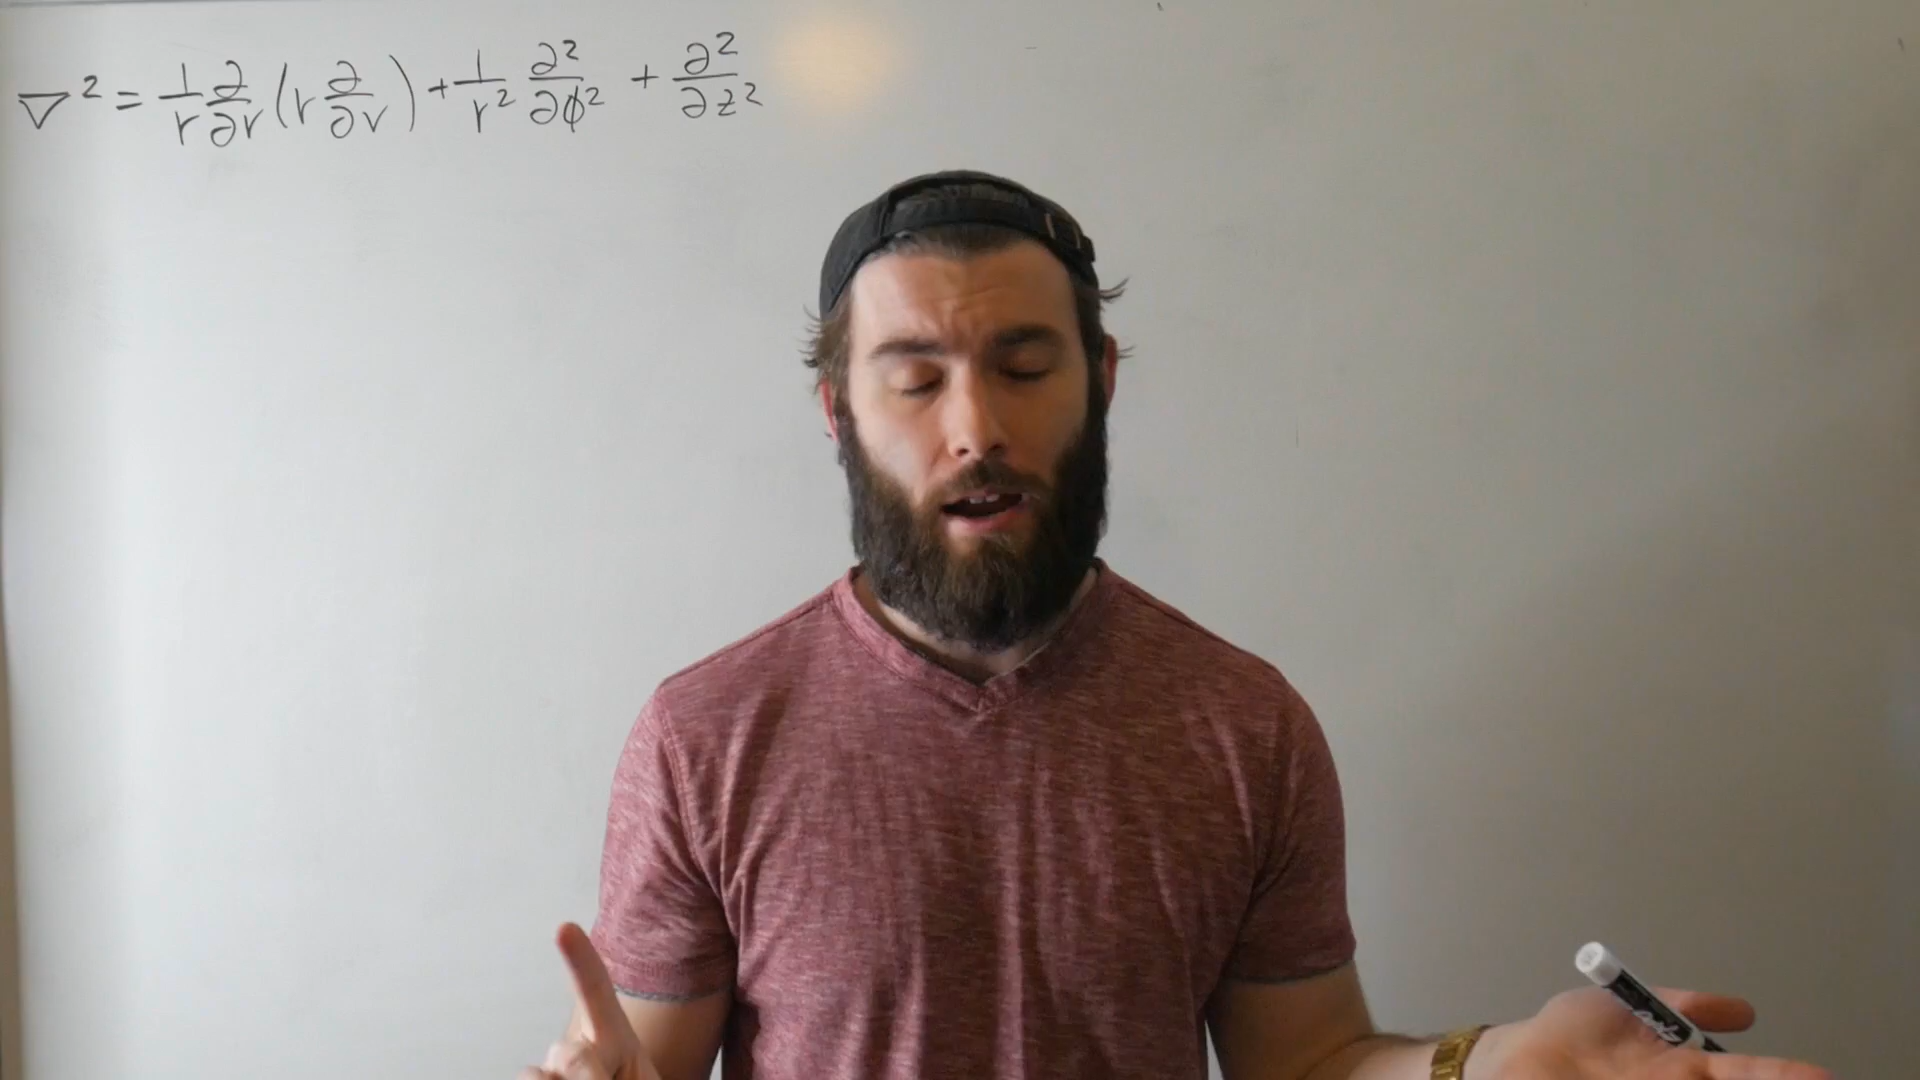 ∇² = 1/r ∂/∂r (r ∂/∂r) + 1/r² ∂²/∂φ² + ∂²/∂z²